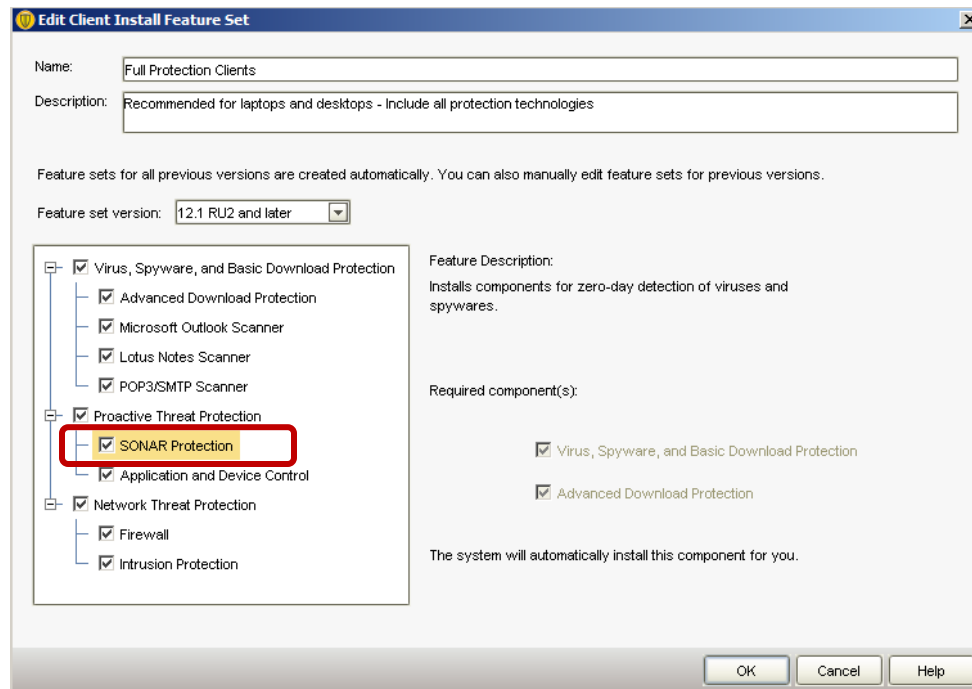 Edit Client Install Feature Set
Name:
Full Protection Clients
Description:
Recommended for laptops and desktops - Include all protection technologies
Feature sets for all previous versions are created automatically. You can also manually edit feature sets for previous versions.
Feature set version:
12.1 RU2 and later
Virus, Spyware, and Basic Download Protection
Advanced Download Protection
Microsoft Outlook Scanner
Lotus Notes Scanner
POP3/SMTP Scanner
Proactive Threat Protection
SONAR Protection
Application and Device Control
Network Threat Protection
Firewall
Intrusion Protection
Feature Description:
Installs components for zero-day detection of viruses and
spywares.
Required component(s):
Virus, Spyware, and Basic Download Protection
Advanced Download Protection
The system will automatically install this component for you.
OK
Cancel
Help